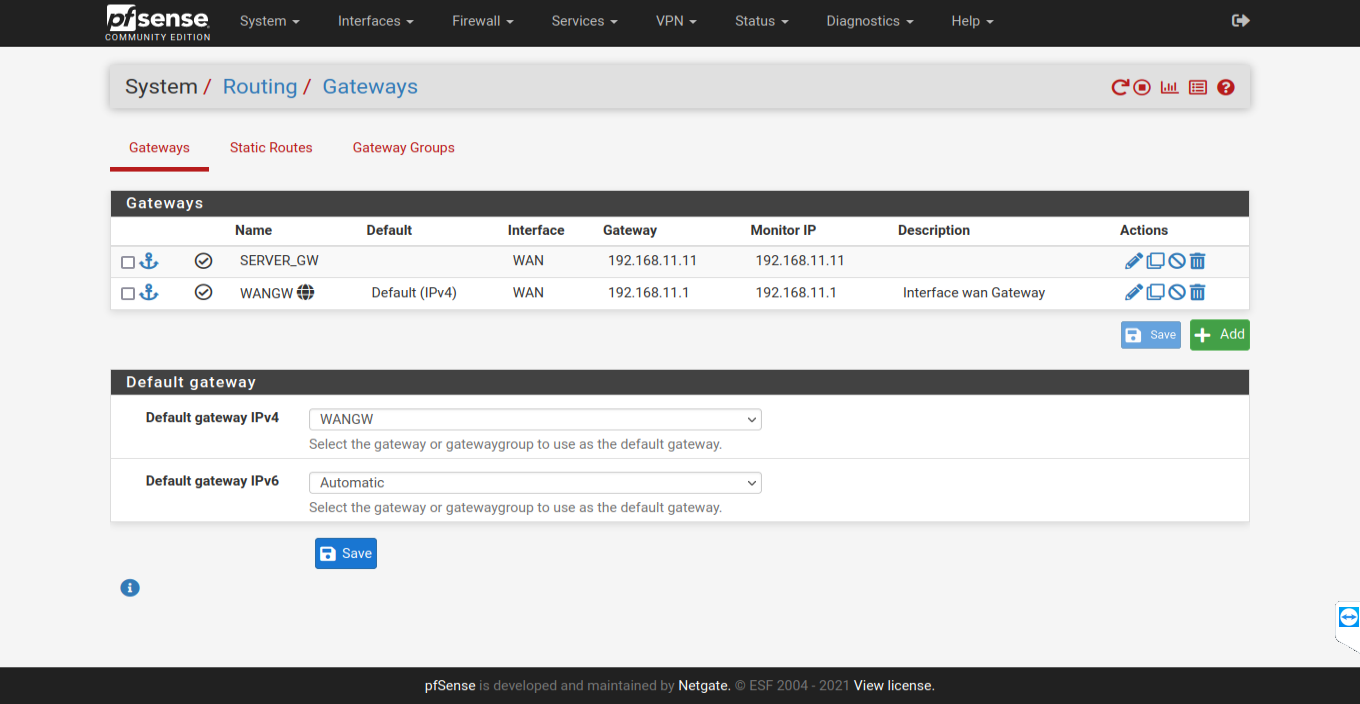 pfsense
COMMUNITY EDITION
System Interfaces Firewall Services VPN Status Diagnostics Help
System / Routing / Gateways
Gateways Static Routes Gateway Groups
Gateways
Name Default Interface Gateway Monitor IP Description Actions
SERVER_GW WAN 192.168.11.11 192.168.11.11
WANGW Default (IPv4) WAN 192.168.11.1 192.168.11.1 Interface wan Gateway
Save Add
Default gateway
Default gateway IPv4 WANGW
Select the gateway or gatewaygroup to use as the default gateway.
Default gateway IPv6 Automatic
Select the gateway or gatewaygroup to use as the default gateway.
Save
pfSense is developed and maintained by Netgate. © ESF 2004 - 2021 View license.